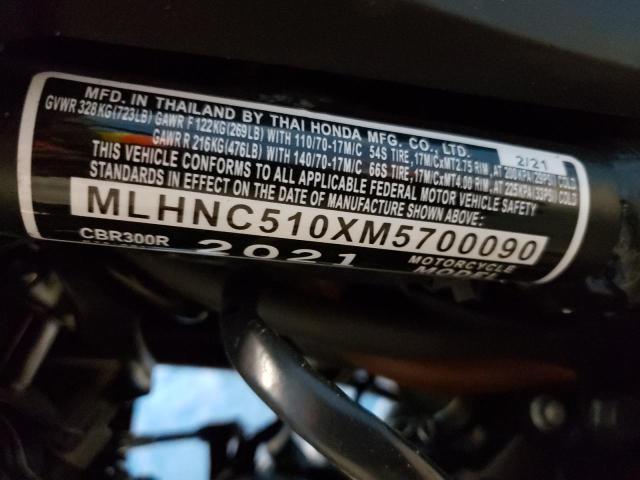 MFD. IN THAILAND BY THAI HONDA MFG. CO., LTD. 2/21
GVWR 328KG(723LB) GAWR F 122KG(269LB) WITH 110/70-17M/C 54S TIRE, 17M/CxMT2.75 RIM, AT 200KPA(29PSI) COLD
GAWR R 216KG(476LB) WITH 140/70-17M/C 66S TIRE, 17M/CxMT4.00 RIM, AT 225KPA(33PSI) COLD
THIS VEHICLE CONFORMS TO ALL APPLICABLE FEDERAL MOTOR VEHICLE SAFETY
STANDARDS IN EFFECT ON THE DATE OF MANUFACTURE SHOWN ABOVE:
MLHNC510XM5700090
CBR300R 2021 MOTORCYCLE
MODEL